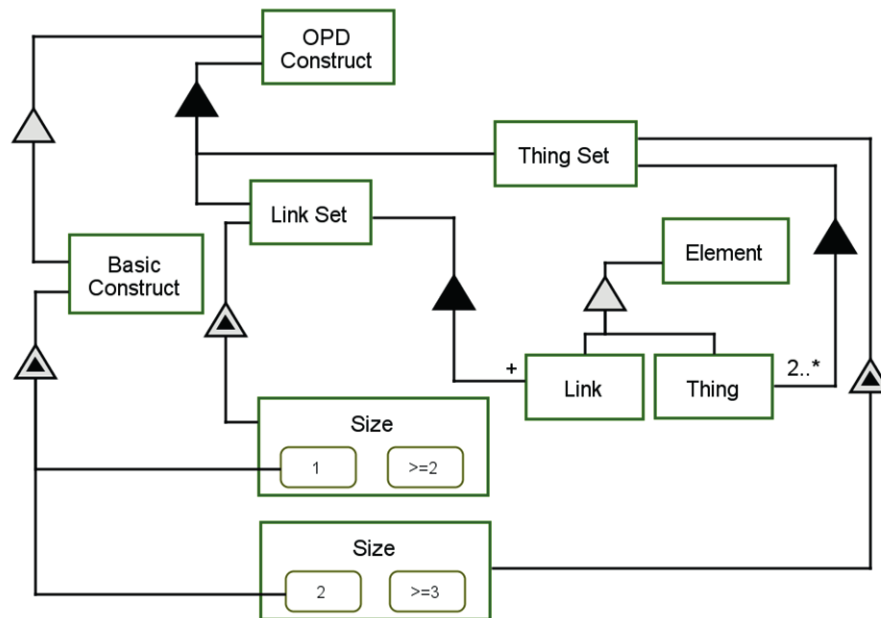 OPD
Construct
Thing Set
Link Set
Element
Basic
Construct
+
Link
Thing
2..*
Size
1
>=2
Size
2
>=3